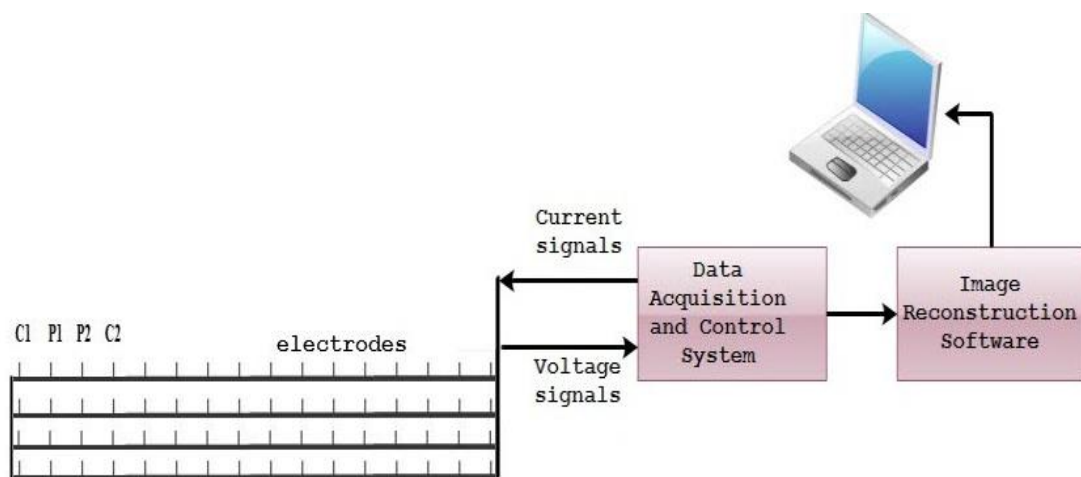 Current
signals
Data
Acquisition
and Control
System
Image
Reconstruction
Software
C1 P1 P2 C2
electrodes
Voltage
signals